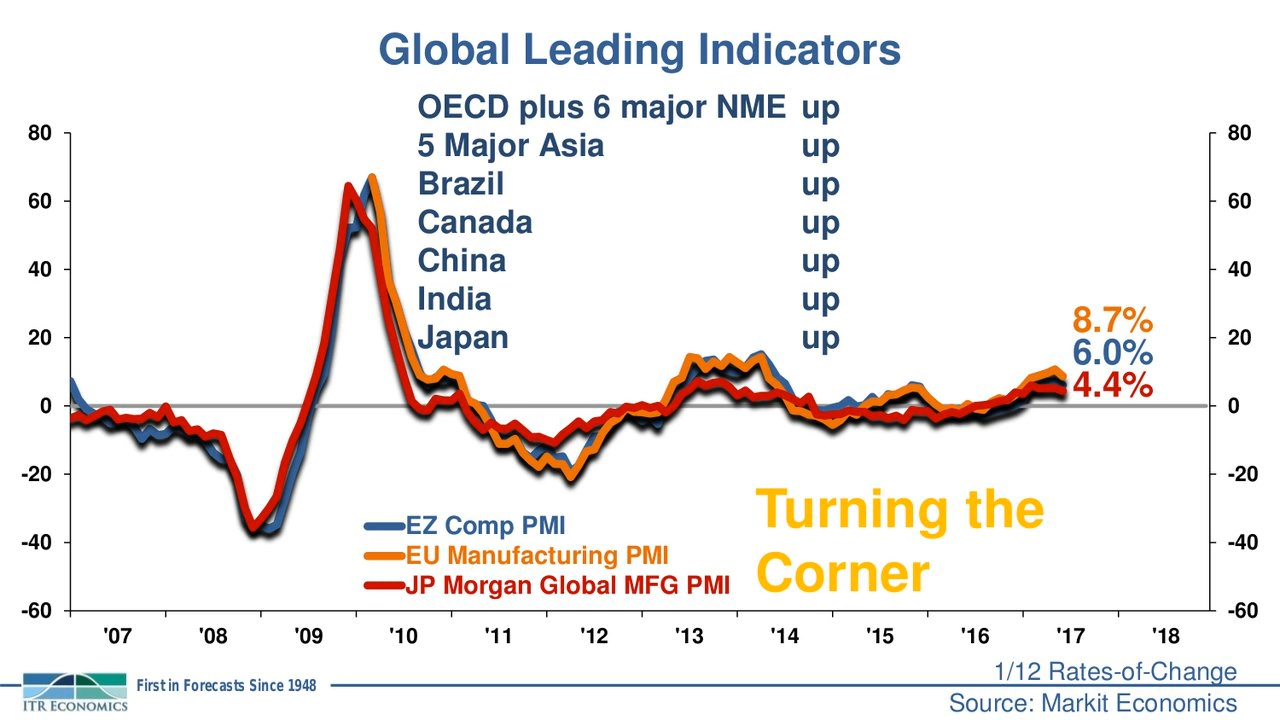 Global Leading Indicators
OECD plus 6 major NME up
5 Major Asia up
Brazil up
Canada up
China up
India up
Japan up
80 80
60 60
40 40
20 20
0 0
-20 -20
-40 -40
-60 -60
8.7%
6.0%
4.4%
Turning the
Corner
EZ Comp PMI
EU Manufacturing PMI
JP Morgan Global MFG PMI
'07 '08 '09 '10 '11 '12 '13 '14 '15 '16 '17 '18
1/12 Rates-of-Change
First in Forecasts Since 1948
ITR ECONOMICS
Source: Markit Economics